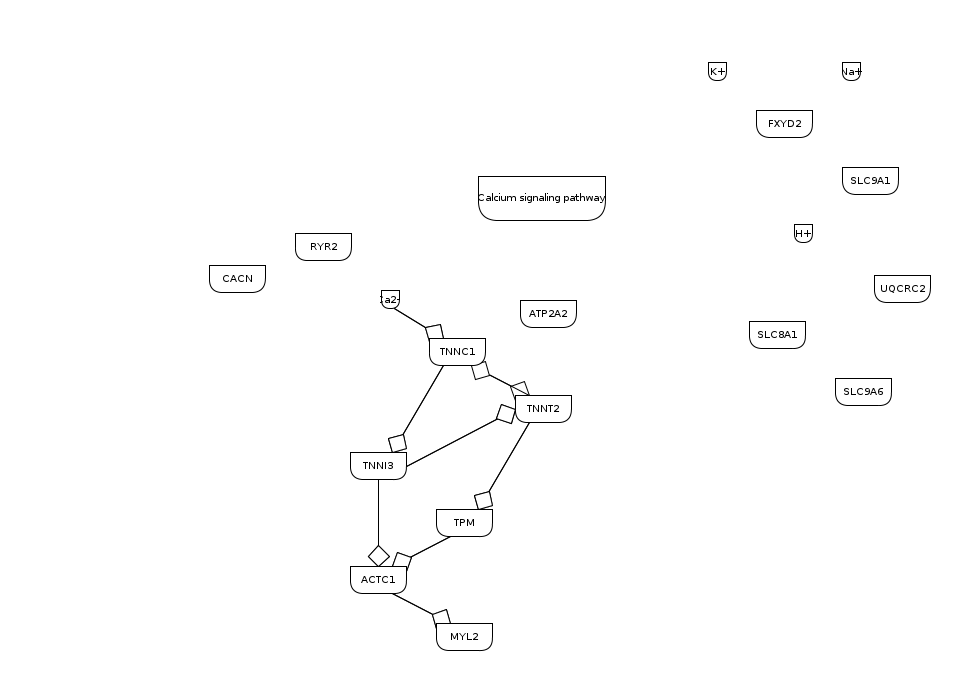 K+
Na+
FXYD2
SLC9A1
Calcium signaling pathway
H+
RYR2
CACN
UQCRC2
Ca2+
ATP2A2
SLC8A1
TNNC1
SLC9A6
TNNT2
TNNI3
TPM
ACTC1
MYL2